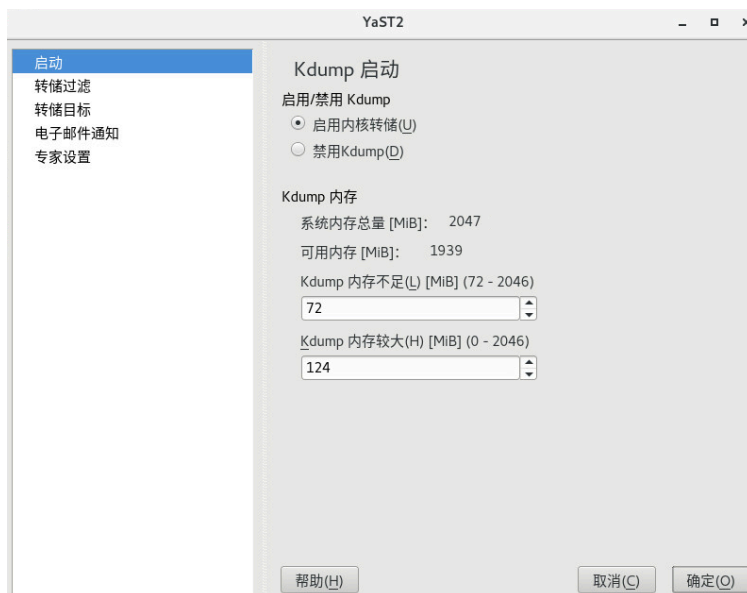 YaST2
启动
转储过滤
转储目标
电子邮件通知
专家设置
Kdump 启动
启用/禁用 Kdump
启用内核转储(U)
禁用Kdump(D)
Kdump 内存
系统内存总量 [MiB]: 2047
可用内存 [MiB]: 1939
Kdump 内存不足(L) [MiB] (72 - 2046)
72
Kdump 内存较大(H) [MiB] (0 - 2046)
124
帮助(H) 取消(C) 确定(O)